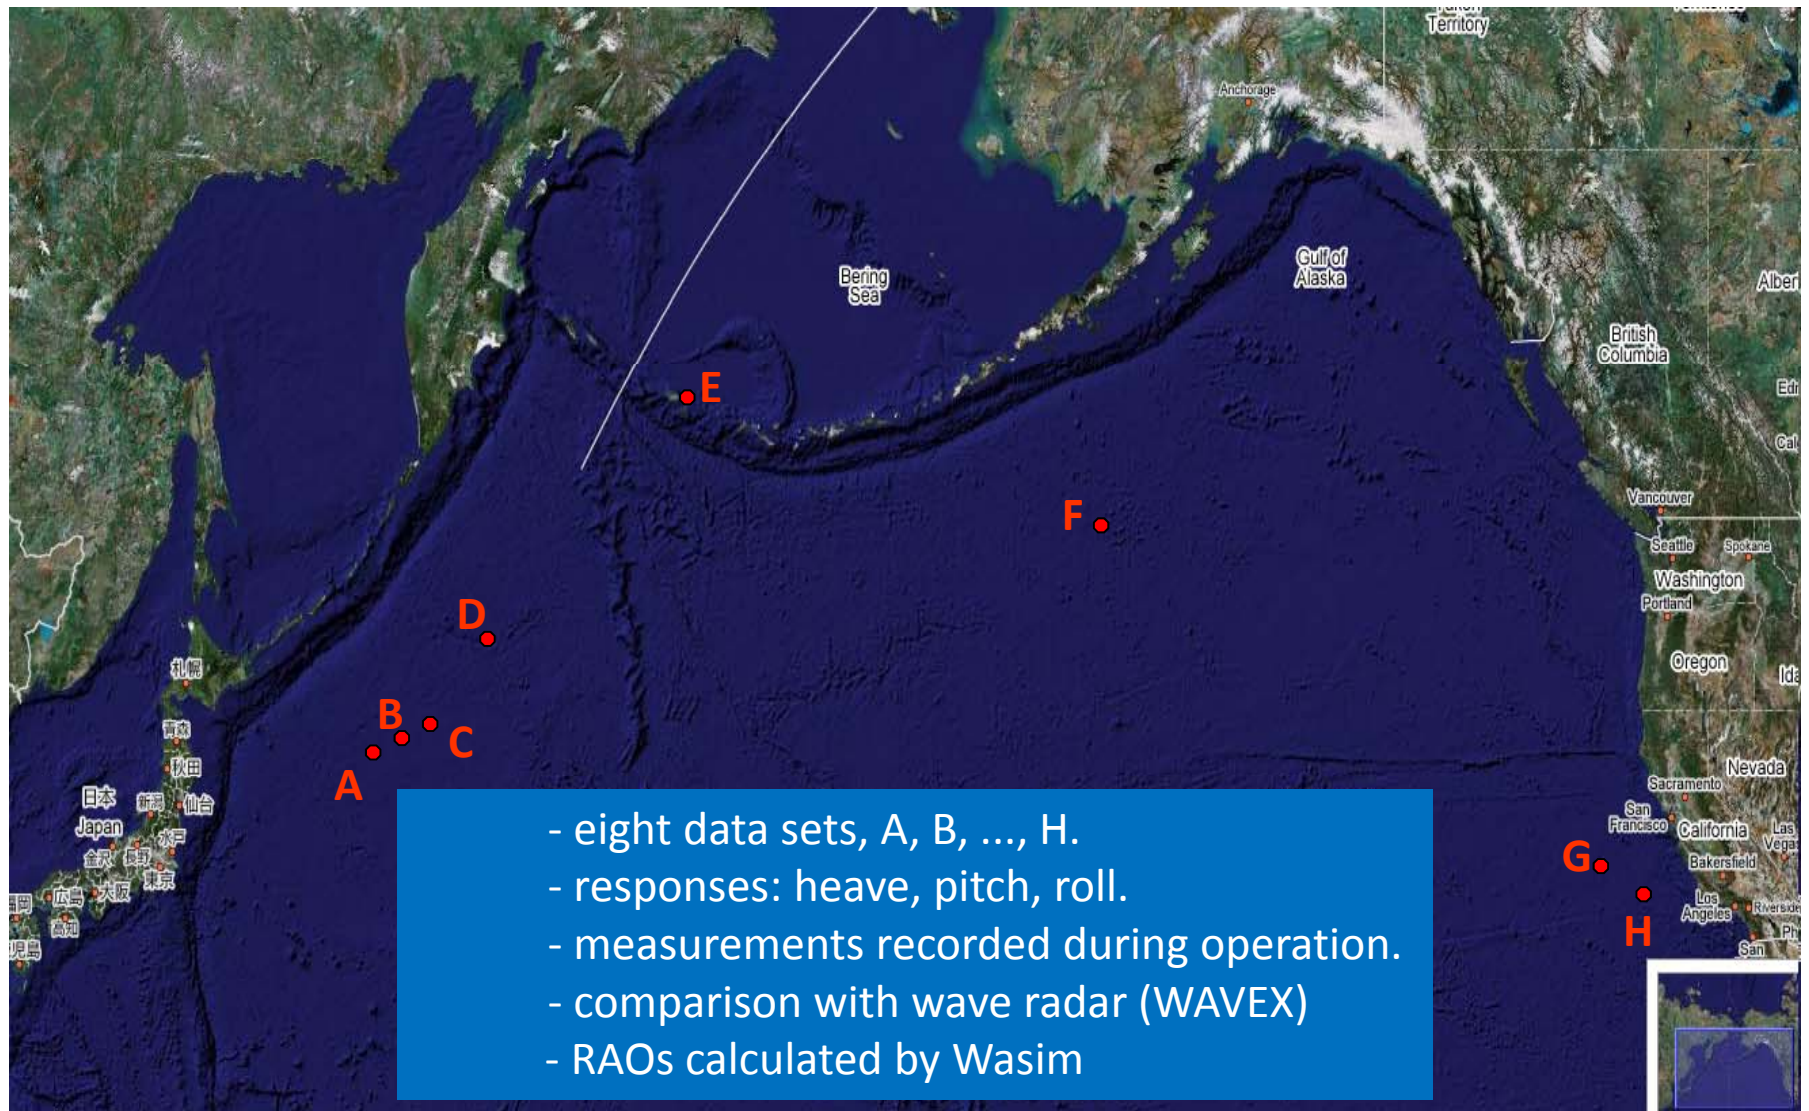 Territory
Anchorage
Gulf of
Alaska
Bering
Sea
British
Columbia
E
Vancouver
F
Seattle
Spokane
Washington
Portland
D
Oregon
札幌
B
C
青森
A
秋田
Nevada
Sacramento
日本
Japan
新潟
仙台
San
Francisco
California
Las
水戸
金沢
長野
東京
G
Bakersfield
広島
大阪
高知
Los
Angeles
Riverside
H
San
- eight data sets, A, B, ..., H.
- responses: heave, pitch, roll.
- measurements recorded during operation.
- comparison with wave radar (WAVEX)
- RAOs calculated by Wasim